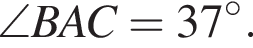 ∠BAC = 37°.